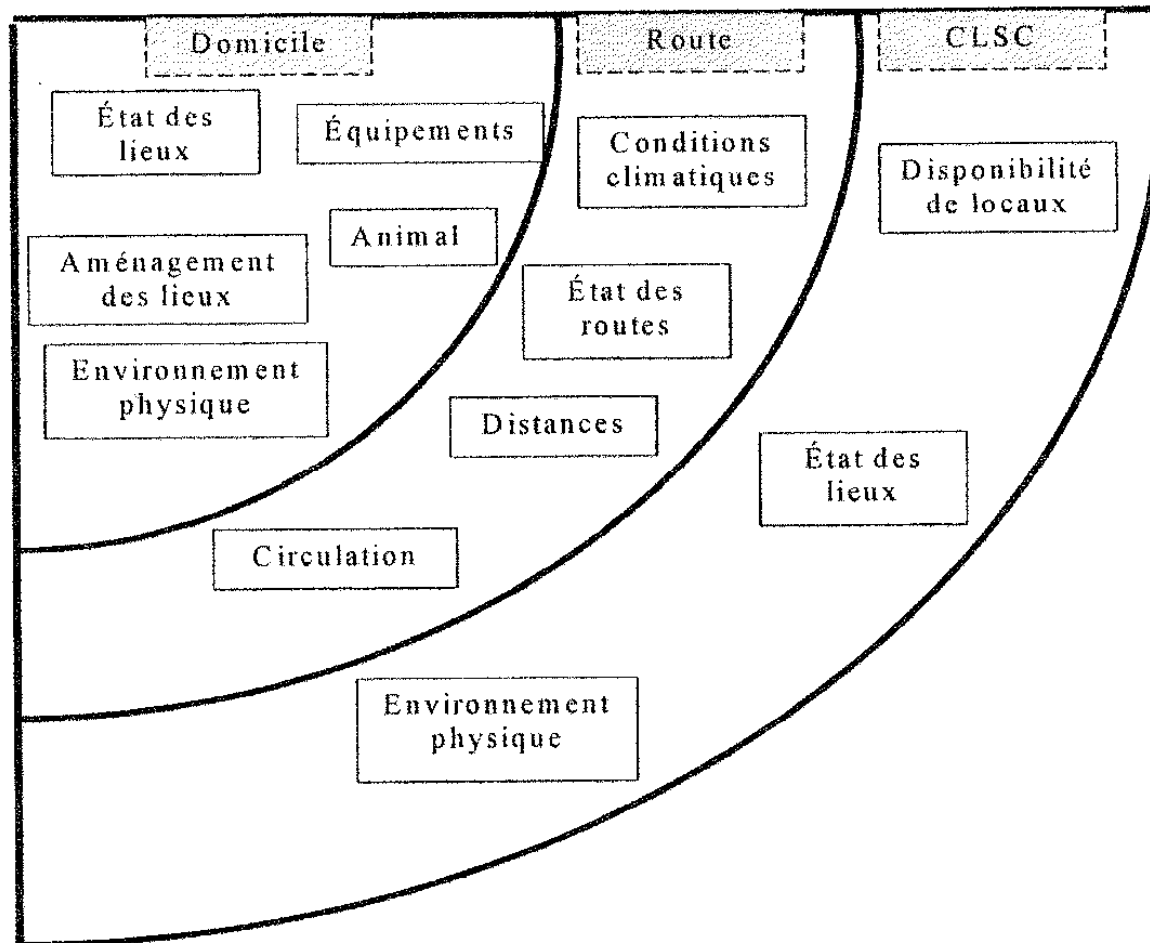 Domicile
Route
CLSC
État des
lieux
Équipements
Conditions
climatiques
Disponibilité
de locaux
Animal
Aménagement
des lieux
État des
routes
Environnement
physique
Distances
État des
lieux
Circulation
Environnement
physique